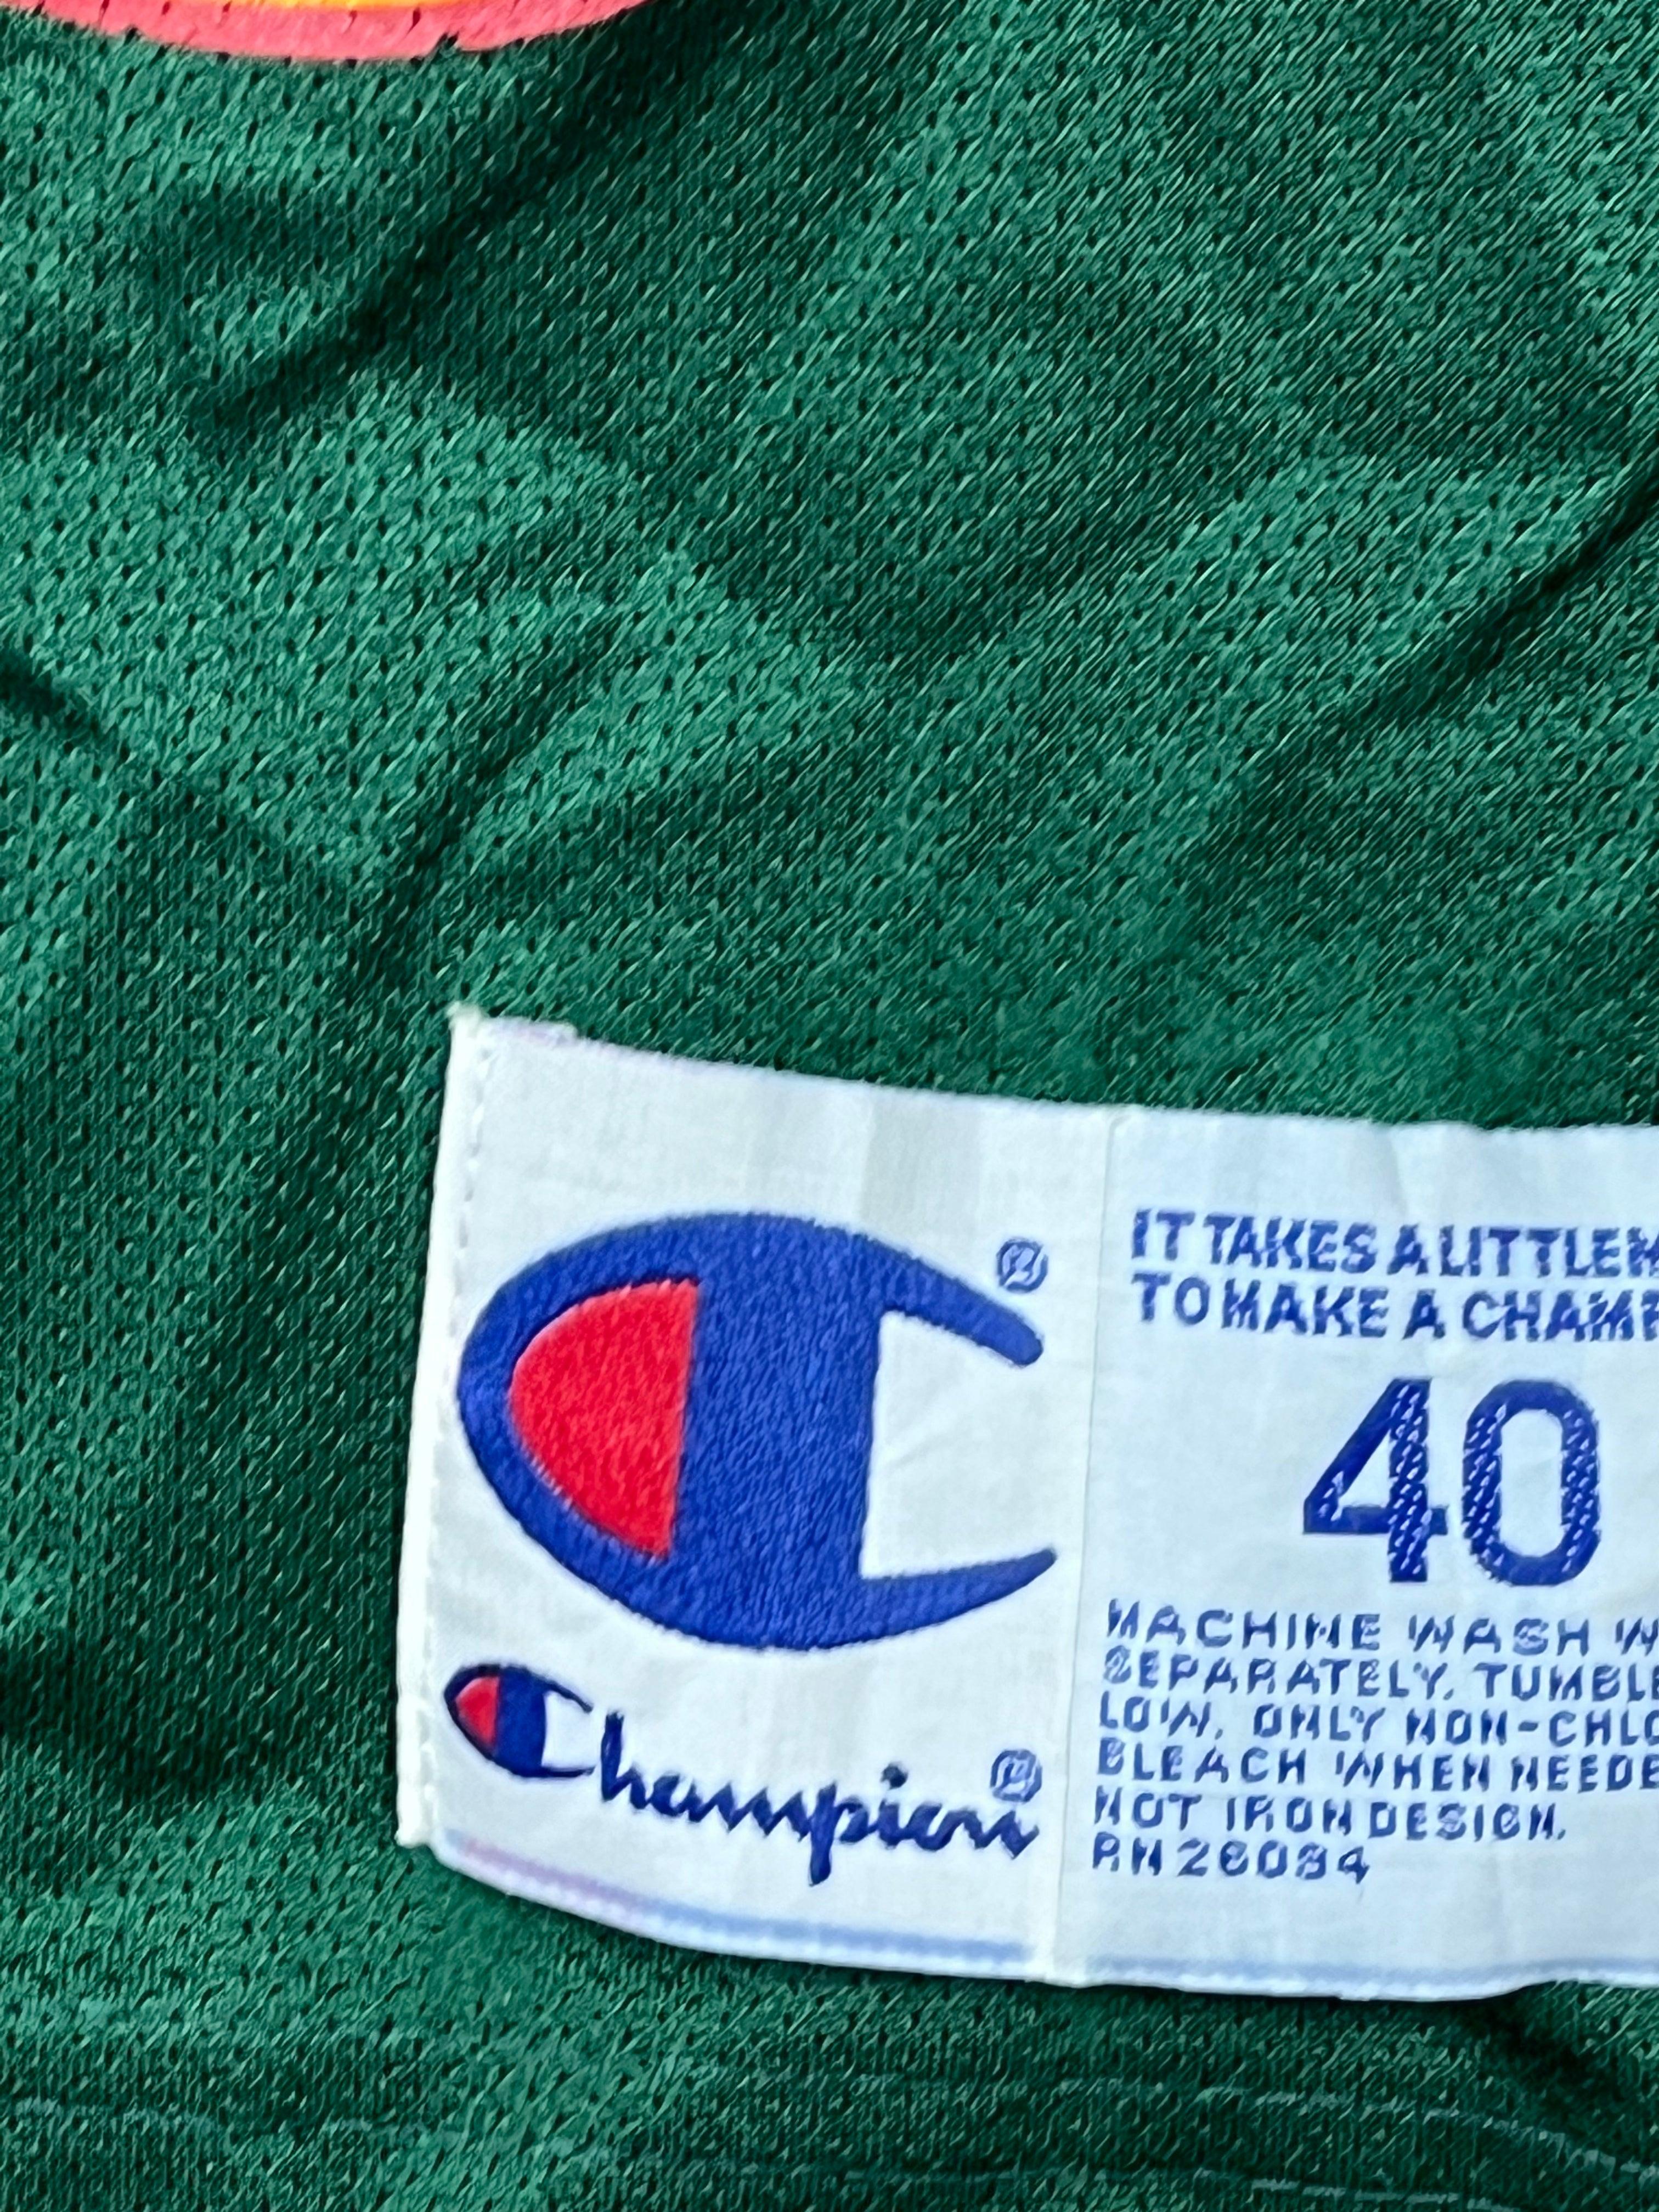 IT TAKES A LITTLE
TO MAKE A CHAMP
40
MACHINE WASH W
SEPARATELY. TUMBLE
LOW. ONLY NON-CHLO
BLEACH WHEN NEEDE
NOT IRON DESIGN.
RN 26094
Champion